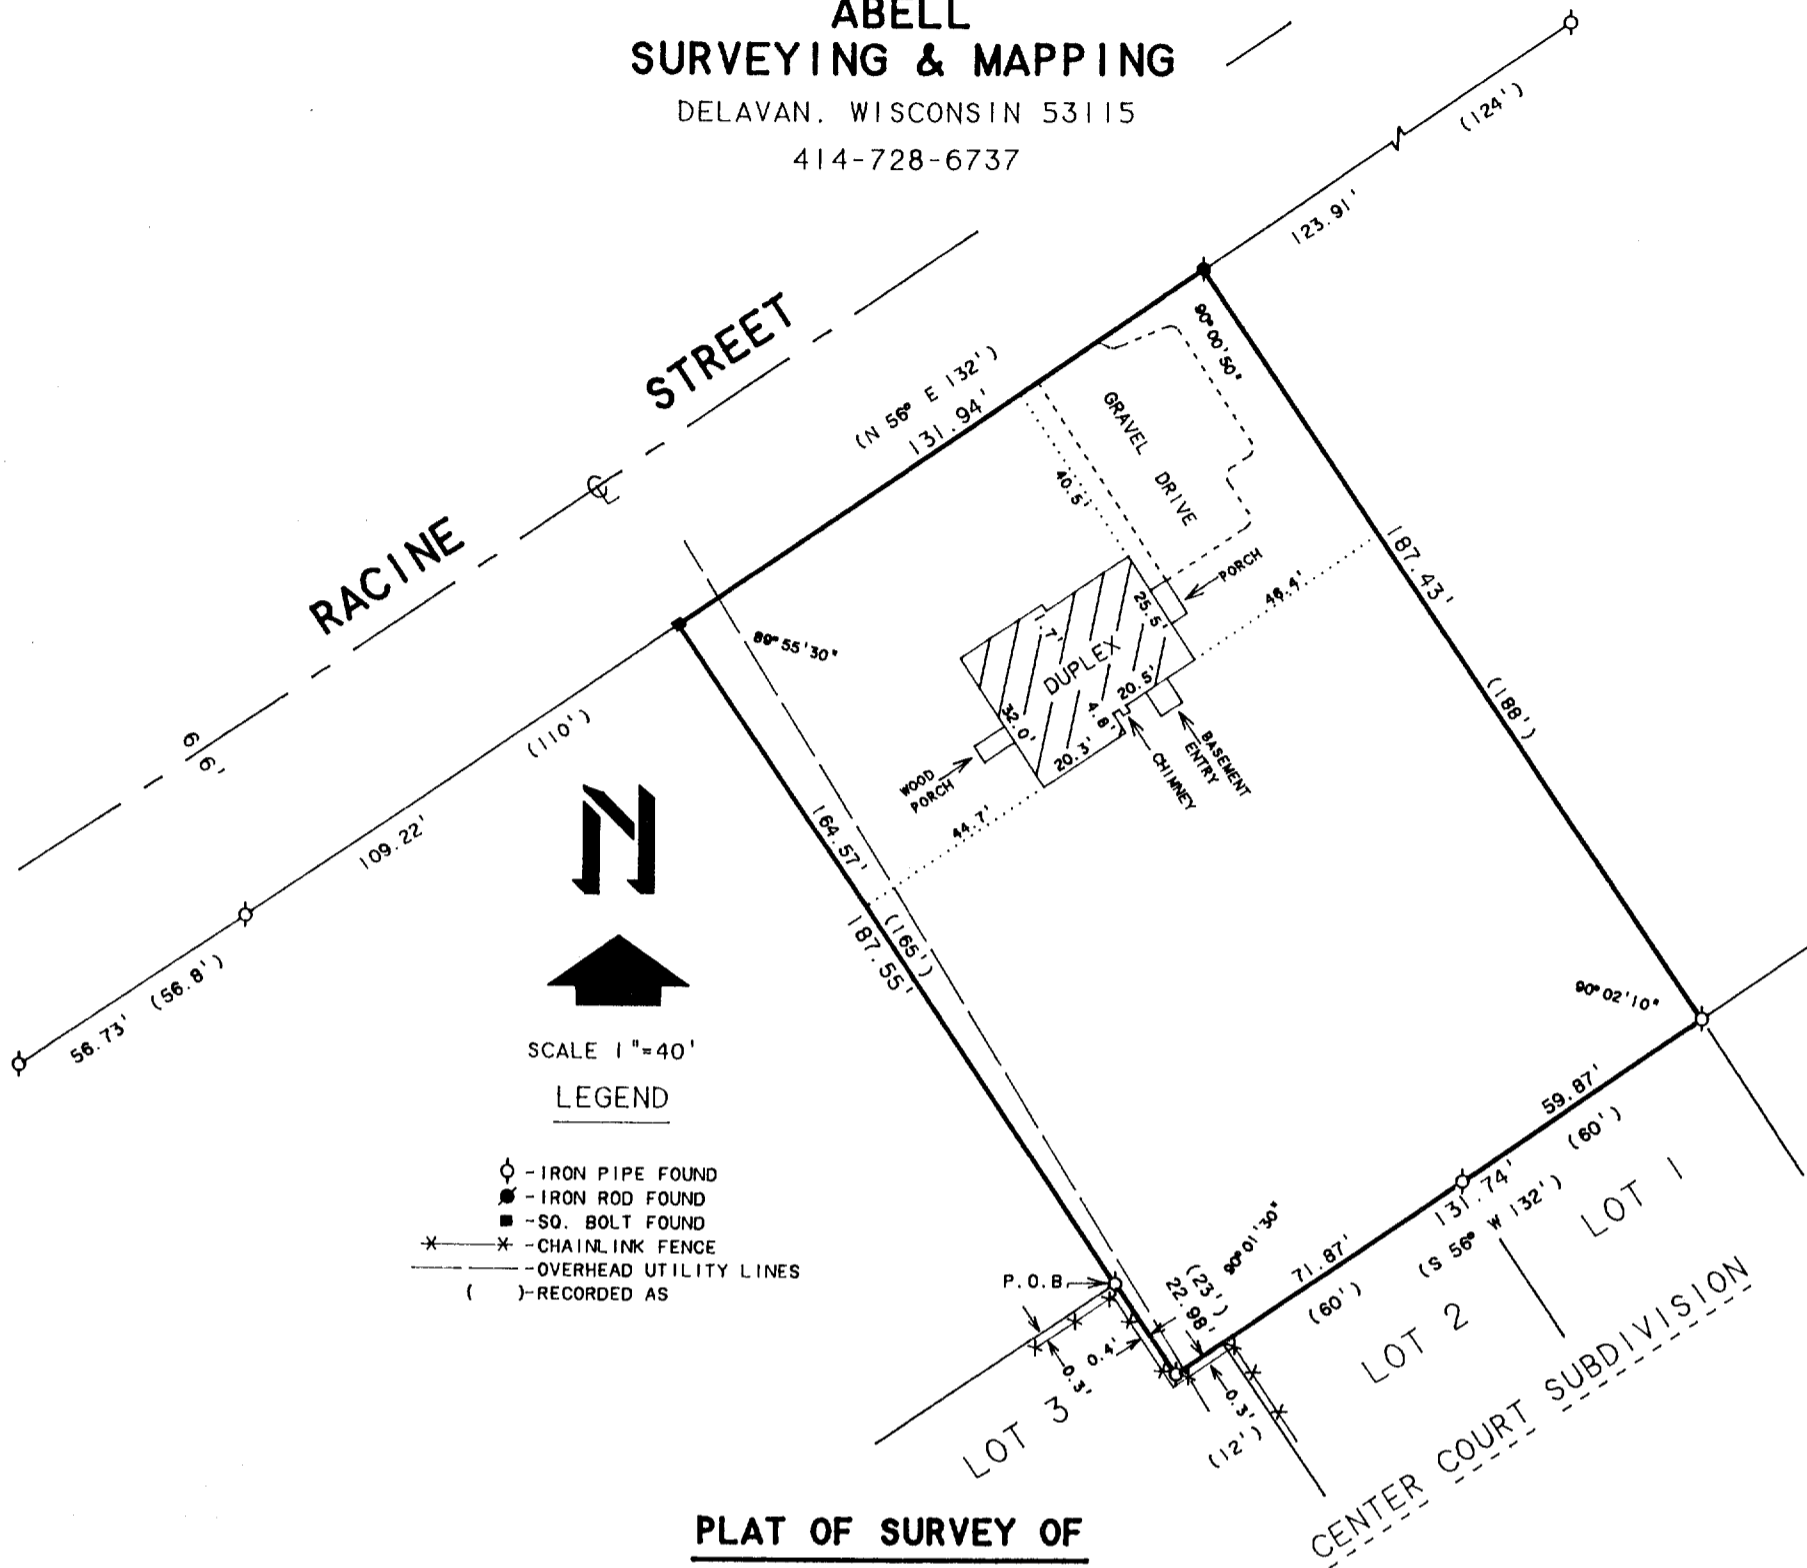 ABELL
SURVEYING & MAPPING
DELAVAN, WISCONSIN 53115
414-728-6737
(124')
123.91'
RACINE STREET
℄
66'
(N 56° E 132')
131.94'
90°00'50"
GRAVEL DRIVE
40.5'
PORCH
46.4'
187.43'
(188')
25.5'
1.7'
DUPLEX
20.5'
4.8'
32.0'
20.3'
BASEMENT
ENTRY
CHIMNEY
WOOD
PORCH
44.7'
89°55'30"
(110')
109.22'
(56.8')
56.73'
164.57'
(165')
187.55'
N
SCALE 1"=40'
LEGEND
-IRON PIPE FOUND
-IRON ROD FOUND
-SQ. BOLT FOUND
-CHAINLINK FENCE
-OVERHEAD UTILITY LINES
( )-RECORDED AS
90°02'10"
59.87'
(60')
131.74'
(S 56° W 132')
71.87'
(60')
90°01'30"
(23')
22.98'
P.O.B.
0.4'
0.3'
0.3'
(12')
LOT 1
LOT 2
LOT 3
CENTER COURT SUBDIVISION
PLAT OF SURVEY OF